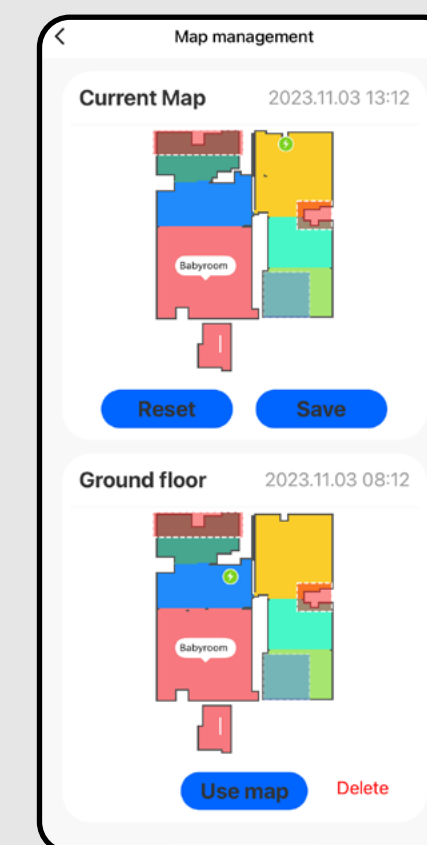 Map management
Current Map 2023.11.03 13:12
Babyroom
Reset Save
Ground floor 2023.11.03 08:12
Babyroom
Use map Delete